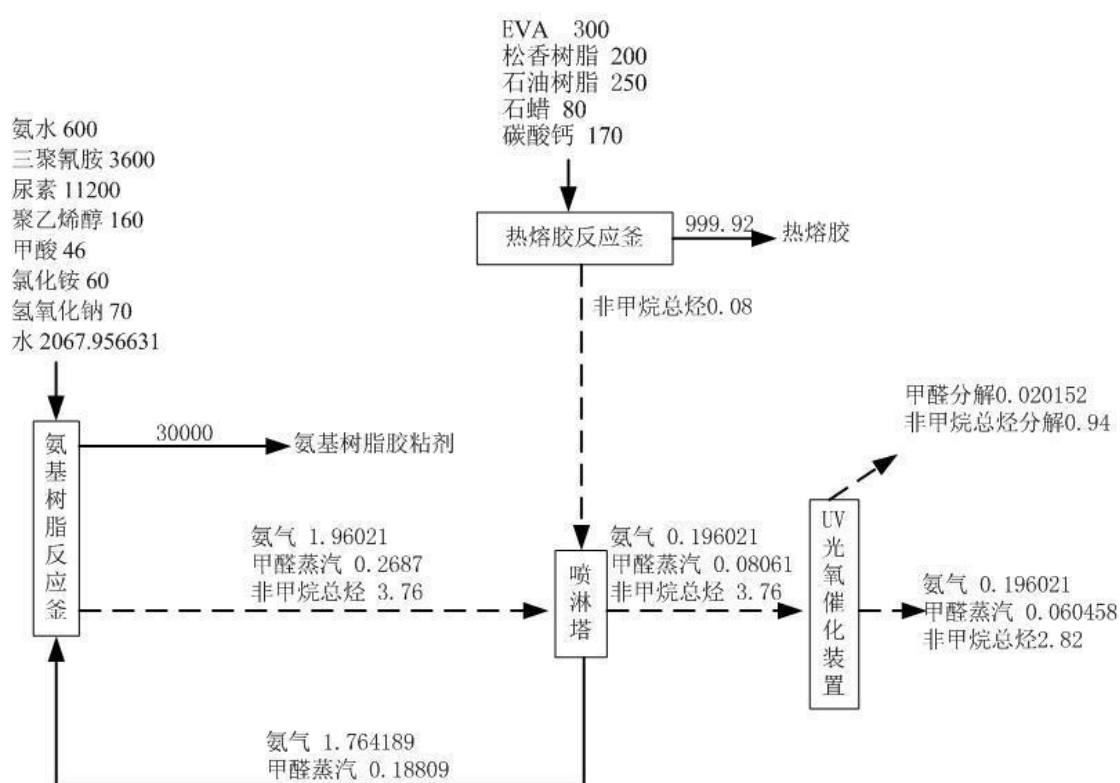 EVA 300
松香树脂 200
石油树脂 250
石蜡 80
碳酸钙 170
氨水 600
三聚氰胺 3600
尿素 11200
聚乙烯醇 160
甲酸 46
氯化铵 60
氢氧化钠 70
水 2067.956631
热熔胶反应釜
999.92
热熔胶
非甲烷总烃0.08
甲醛分解0.020152
非甲烷总烃分解0.94
氨基树脂反应釜
30000
氨基树脂胶粘剂
氨气 1.96021
甲醛蒸汽 0.2687
非甲烷总烃 3.76
喷淋塔
氨气 0.196021
甲醛蒸汽 0.08061
非甲烷总烃 3.76
UV光氧催化装置
氨气 0.196021
甲醛蒸汽 0.060458
非甲烷总烃2.82
氨气 1.764189
甲醛蒸汽 0.18809